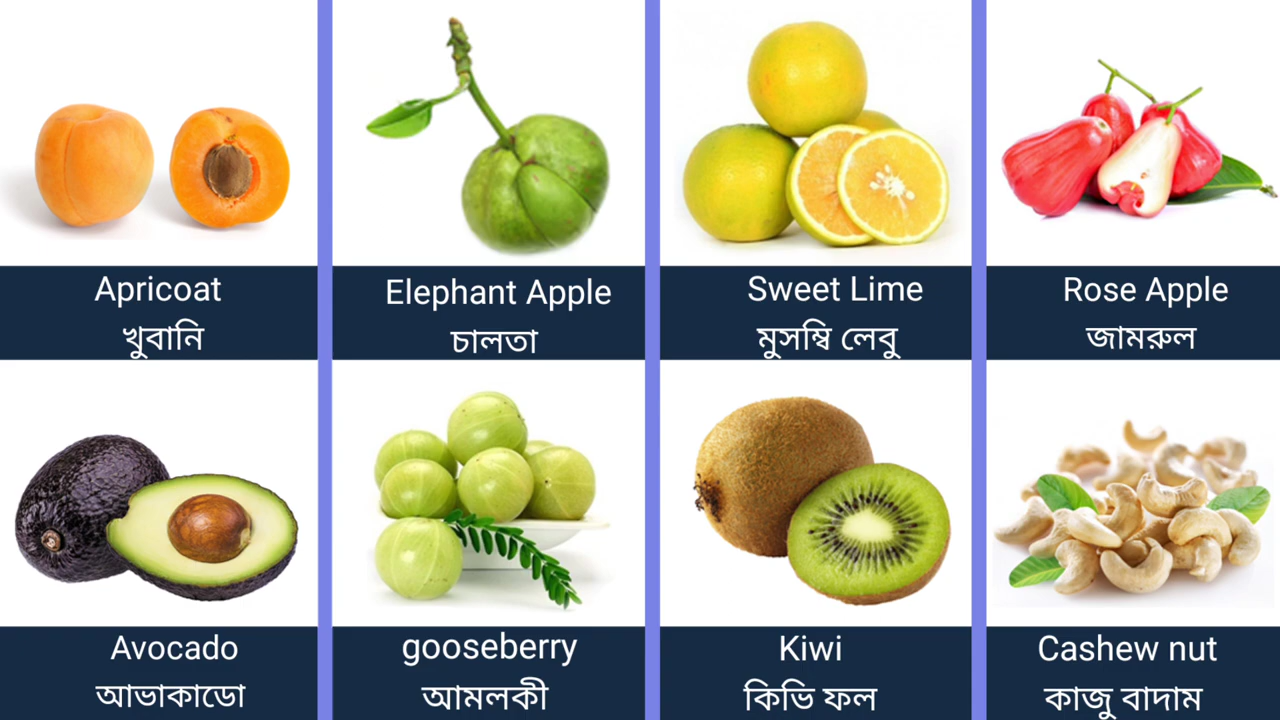 Apricoat
খুবানি
Elephant Apple
চালতা
Sweet Lime
মুসম্বি লেবু
Rose Apple
জামরুল
Avocado
আভাকাডো
gooseberry
আমলকী
Kiwi
কিভি ফল
Cashew nut
কাজু বাদাম